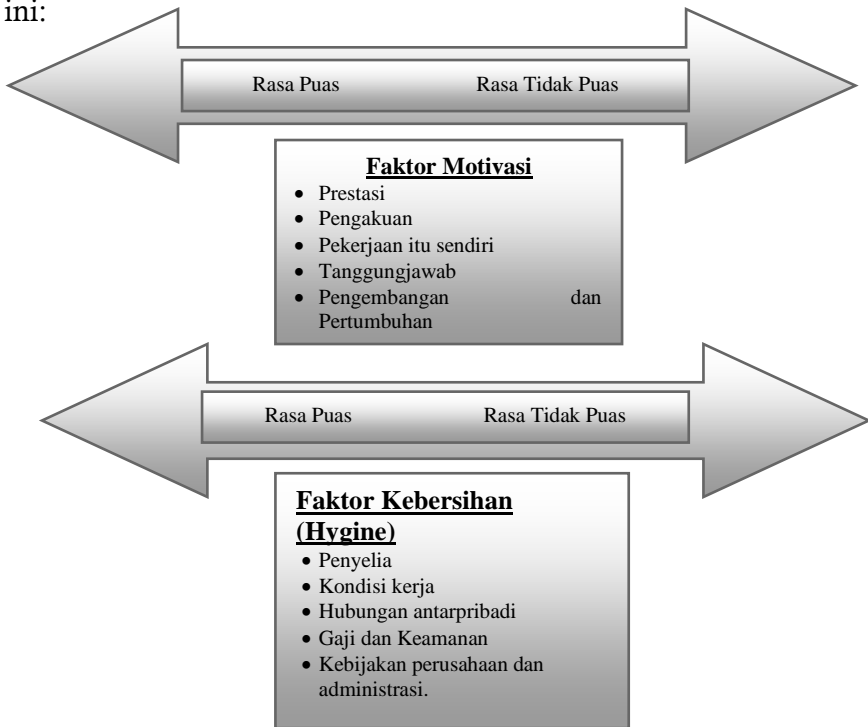 ini:
Rasa Puas Rasa Tidak Puas
Faktor Motivasi
• Prestasi
• Pengakuan
• Pekerjaan itu sendiri
• Tanggungjawab
• Pengembangan dan
Pertumbuhan
Rasa Puas Rasa Tidak Puas
Faktor Kebersihan
(Hygine)
• Penyelia
• Kondisi kerja
• Hubungan antarpribadi
• Gaji dan Keamanan
• Kebijakan perusahaan dan
administrasi.